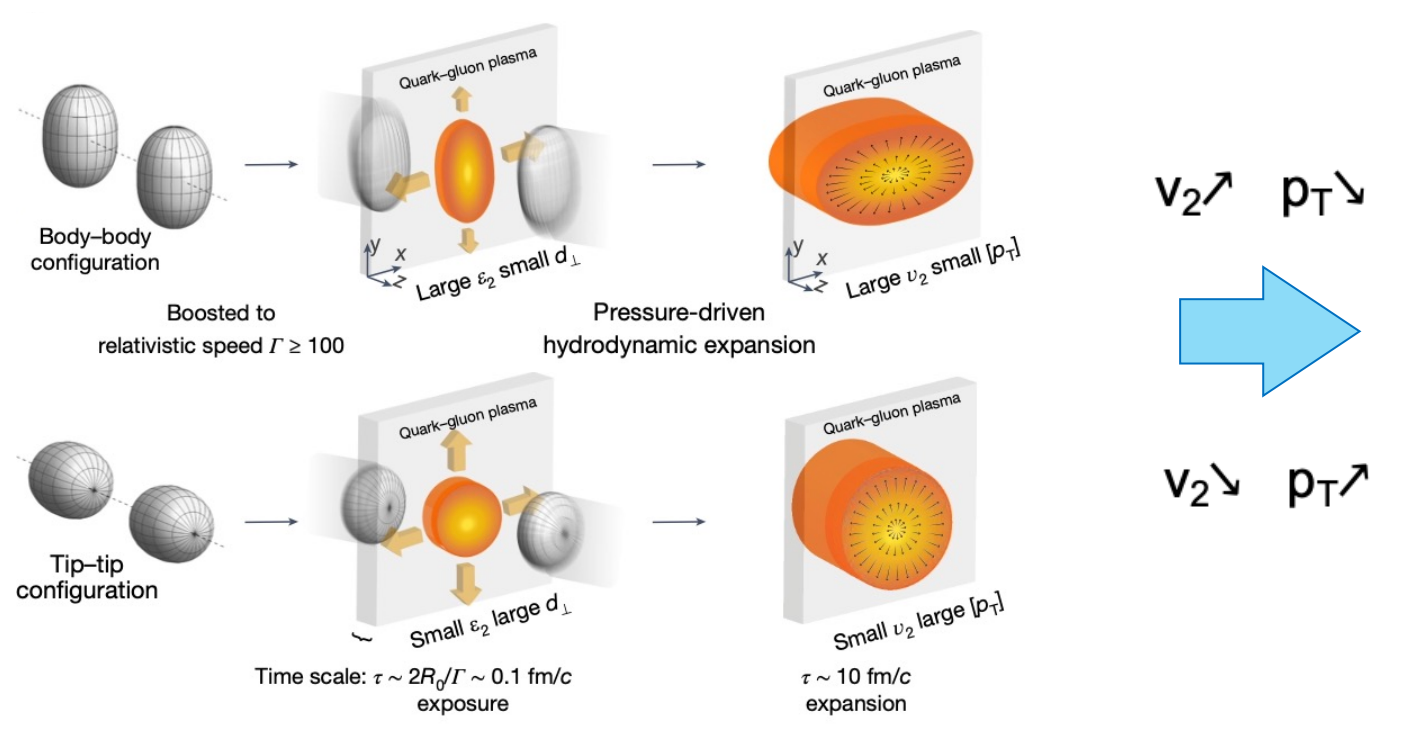 Quark–gluon plasma
Quark–gluon plasma
Body–body
configuration
y
x
z
Large ε₂ small d⊥
y
x
z
Large υ₂ small [pT]
v₂↗ pT↘
Boosted to
relativistic speed Γ ≥ 100
Pressure-driven
hydrodynamic expansion
Quark–gluon plasma
Quark–gluon plasma
v₂↘ pT↗
Tip–tip
configuration
Small ε₂ large d⊥
Small υ₂ large [pT]
Time scale: τ ~ 2R₀/Γ ~ 0.1 fm/c
exposure
τ ~ 10 fm/c
expansion